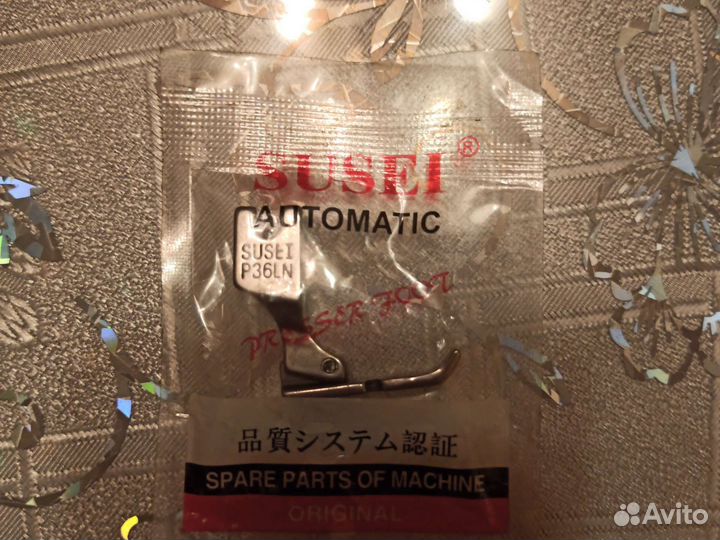 SUSEI ®
AUTOMATIC
SUSEI
P36LN
PRESSER FOOT
品質システム認証
SPARE PARTS OF MACHINE
ORIGINAL
Avito